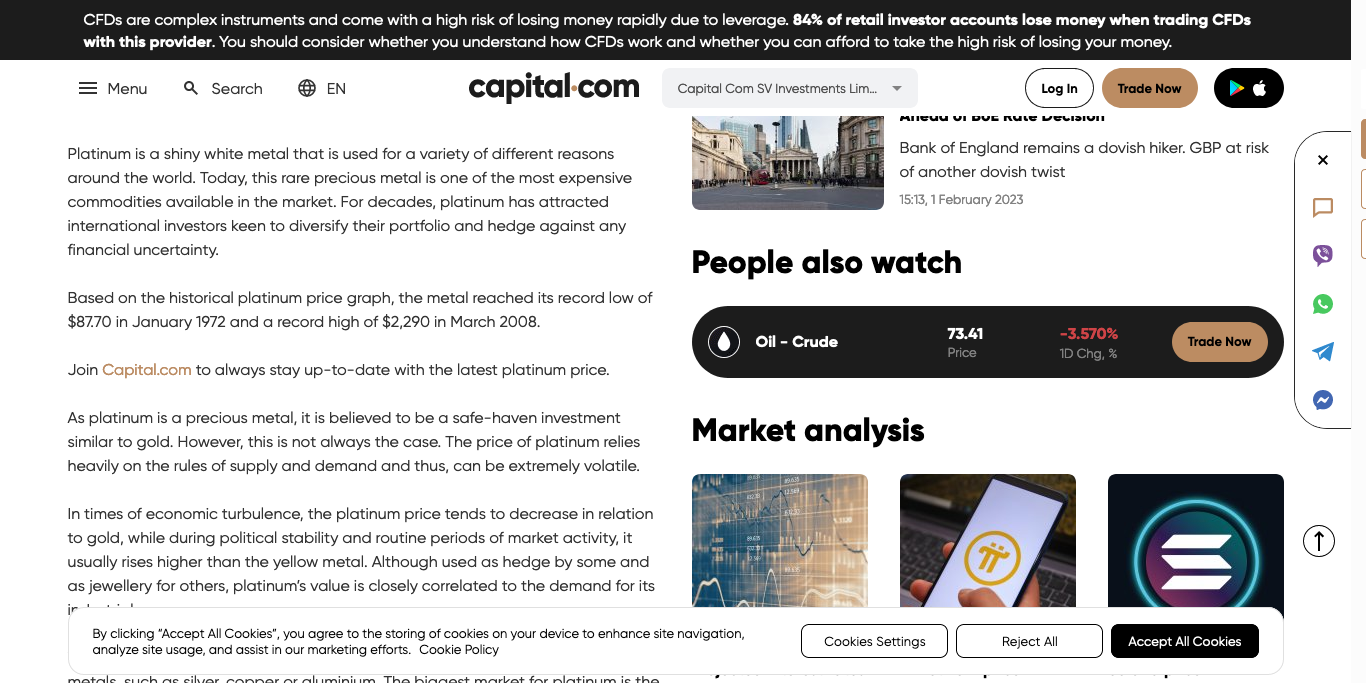 CFDs are complex instruments and come with a high risk of losing money rapidly due to leverage. 84% of retail investor accounts lose money when trading CFDs
with this provider. You should consider whether you understand how CFDs work and whether you can afford to take the high risk of losing your money.
Menu
Search
EN
capital.com
Capital Com SV Investments Lim...
Log In
Trade Now
Platinum is a shiny white metal that is used for a variety of different reasons
around the world. Today, this rare precious metal is one of the most expensive
commodities available in the market. For decades, platinum has attracted
international investors keen to diversify their portfolio and hedge against any
financial uncertainty.
Based on the historical platinum price graph, the metal reached its record low of
$87.70 in January 1972 and a record high of $2,290 in March 2008.
Join Capital.com to always stay up-to-date with the latest platinum price.
As platinum is a precious metal, it is believed to be a safe-haven investment
similar to gold. However, this is not always the case. The price of platinum relies
heavily on the rules of supply and demand and thus, can be extremely volatile.
In times of economic turbulence, the platinum price tends to decrease in relation
to gold, while during political stability and routine periods of market activity, it
usually rises higher than the yellow metal. Although used as hedge by some and
as jewellery for others, platinum's value is closely correlated to the demand for its
metals, such as silver, copper or aluminium. The biggest market for platinum is the
Ahead of BoE Rate Decision
Bank of England remains a dovish hiker. GBP at risk
of another dovish twist
15:13, 1 February 2023
People also watch
Oil - Crude
73.41
Price
-3.570%
1D Chg, %
Trade Now
Market analysis
By clicking “Accept All Cookies”, you agree to the storing of cookies on your device to enhance site navigation,
analyze site usage, and assist in our marketing efforts. Cookie Policy
Cookies Settings
Reject All
Accept All Cookies